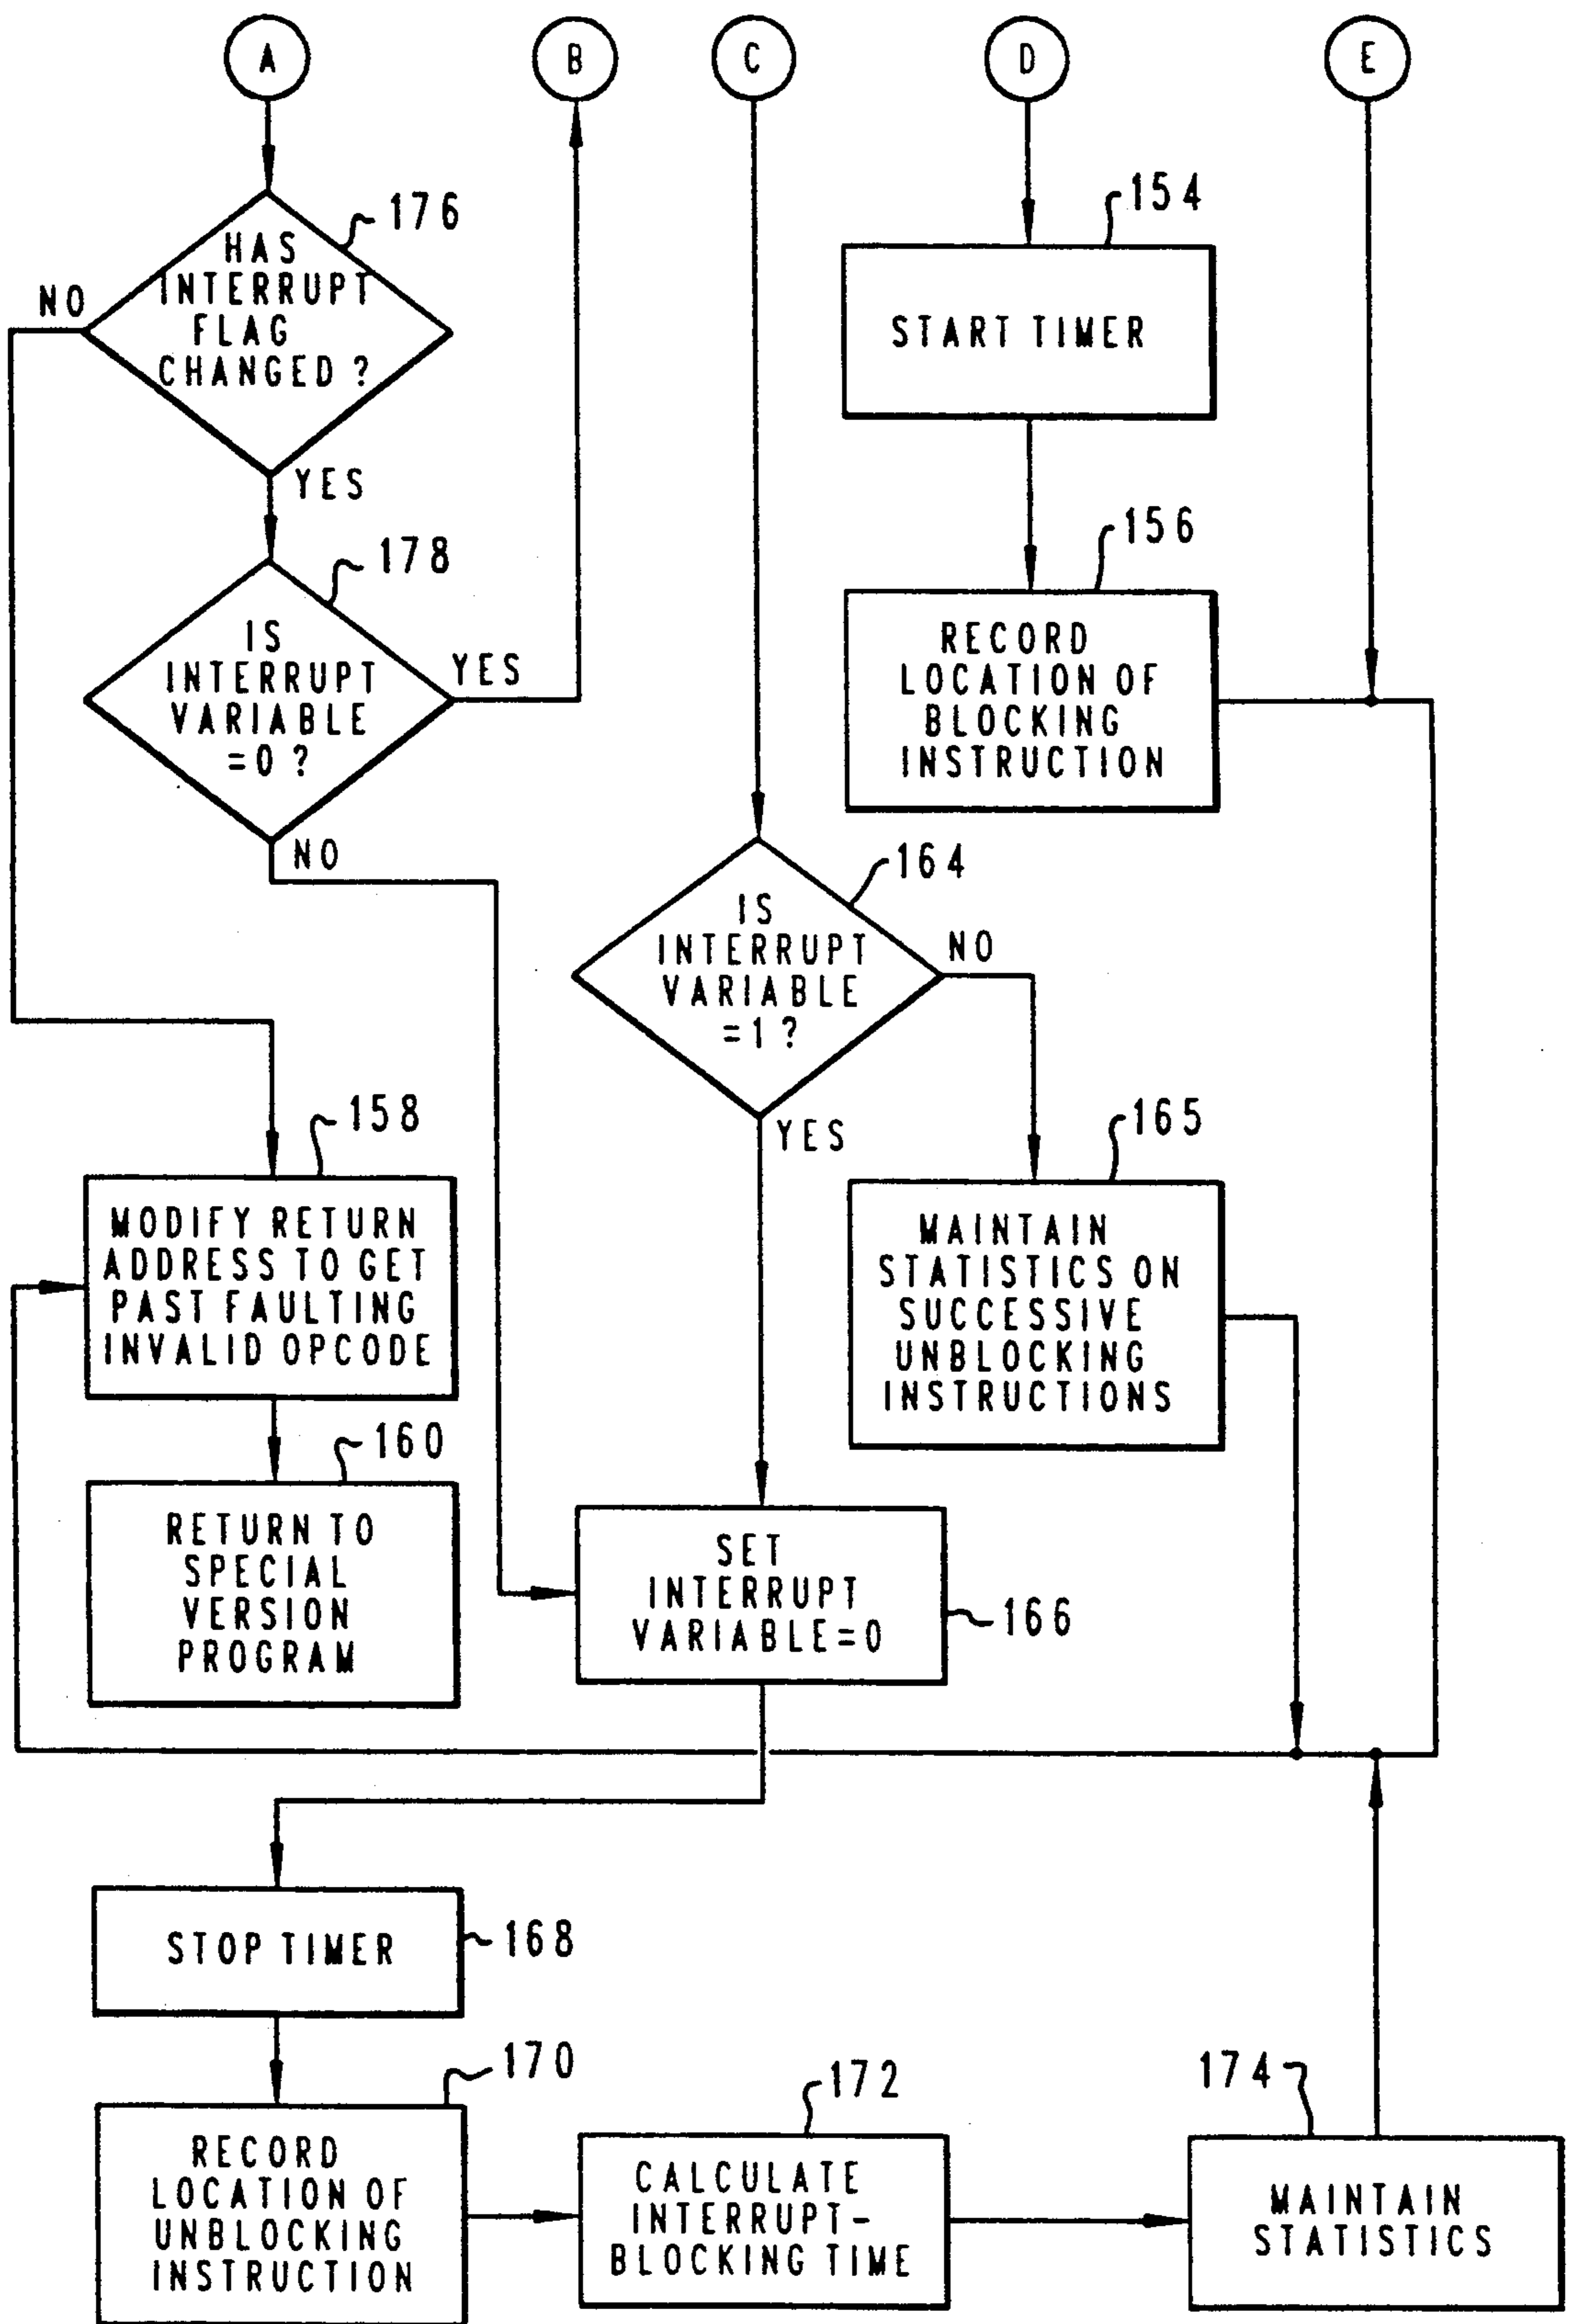 A
B
C
D
E
176
HAS
INTERRUPT
FLAG
CHANGED ?
NO
YES
178
IS
INTERRUPT
VARIABLE
=0 ?
YES
NO
154
START TIMER
156
RECORD
LOCATION OF
BLOCKING
INSTRUCTION
164
IS
INTERRUPT
VARIABLE
=1 ?
NO
YES
165
MAINTAIN
STATISTICS ON
SUCCESSIVE
UNBLOCKING
INSTRUCTIONS
158
MODIFY RETURN
ADDRESS TO GET
PAST FAULTING
INVALID OPCODE
160
RETURN TO
SPECIAL
VERSION
PROGRAM
SET
INTERRUPT
VARIABLE=0
166
STOP TIMER
168
170
RECORD
LOCATION OF
UNBLOCKING
INSTRUCTION
172
CALCULATE
INTERRUPT-
BLOCKING TIME
174
MAINTAIN
STATISTICS